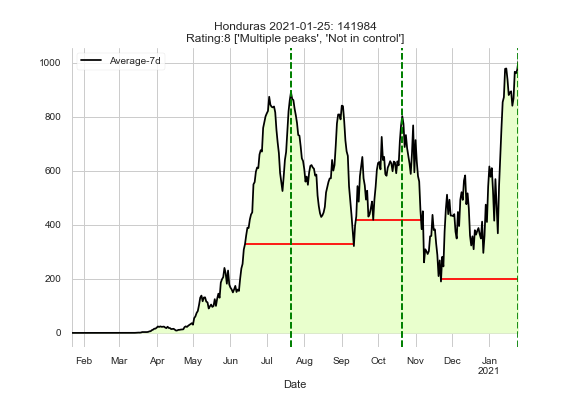 Honduras 2021-01-25: 141984
Rating:8 ['Multiple peaks', 'Not in control']
Average-7d
1000
800
600
400
200
0
Feb Mar Apr May Jun Jul Aug Sep Oct Nov Dec Jan
2021
Date